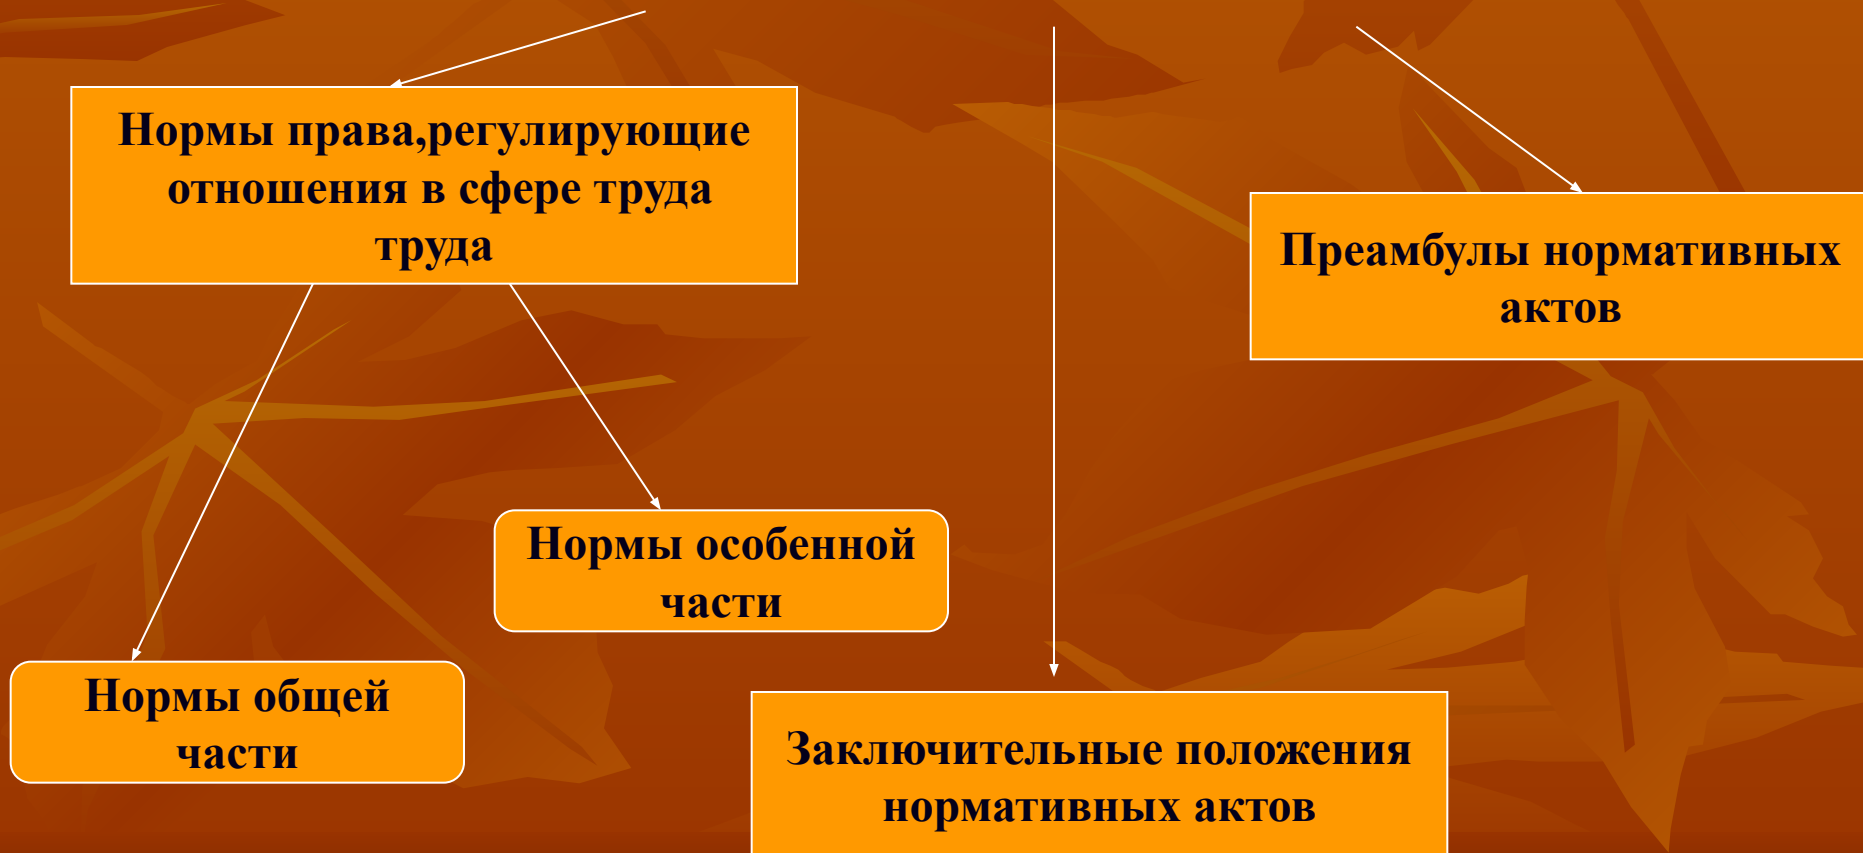 Нормы права,регулирующие
отношения в сфере труда
труда
Преамбулы нормативных
актов
Нормы особенной
части
Нормы общей
части
Заключительные положения
нормативных актов